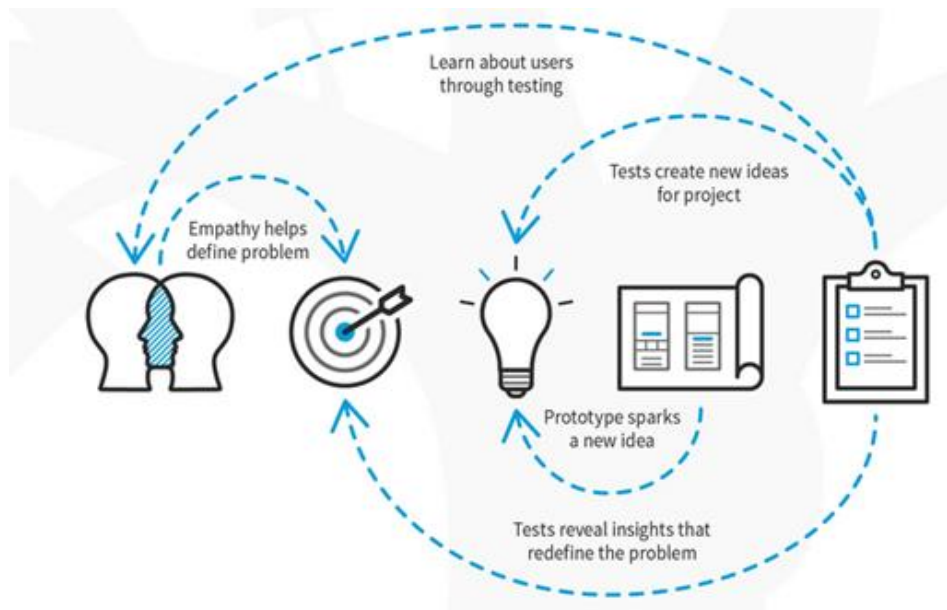 Learn about users
through testing
Tests create new ideas
for project
Empathy helps
define problem
Prototype sparks
a new idea
Tests reveal insights that
redefine the problem